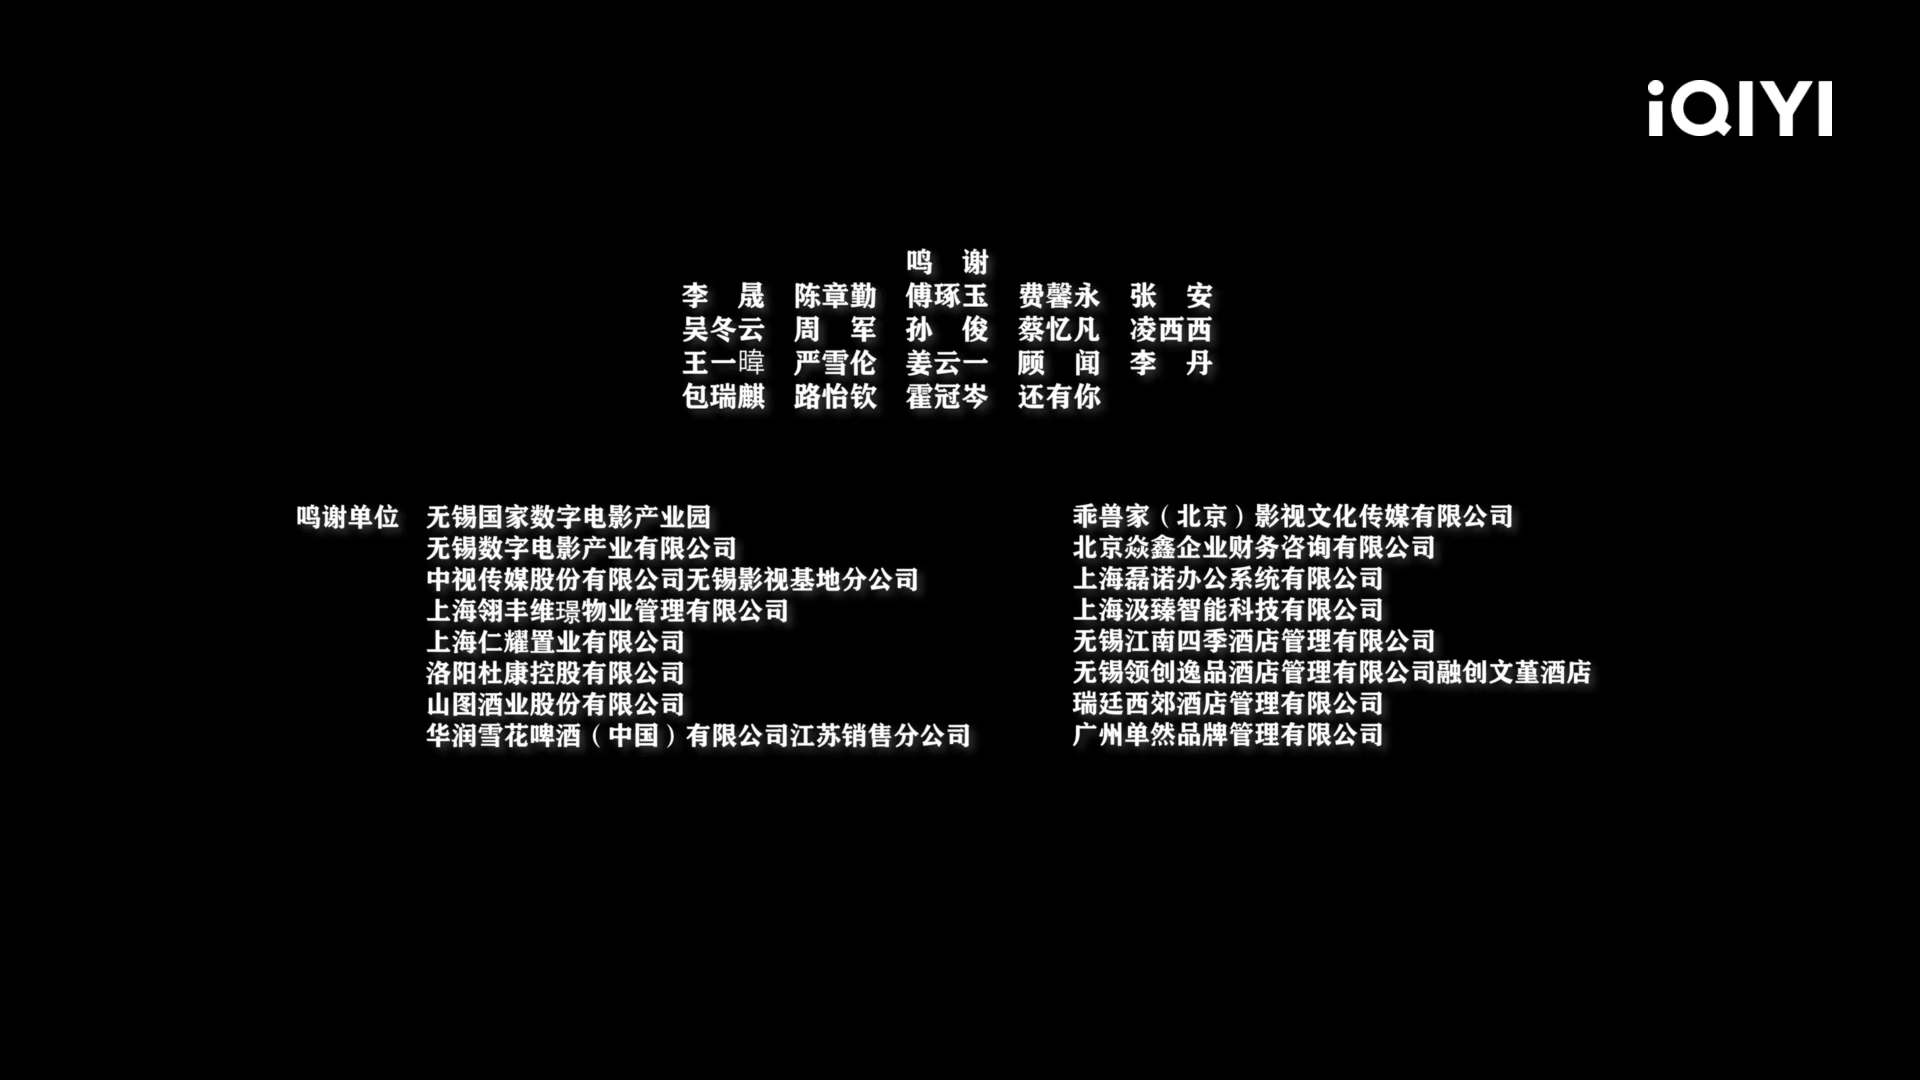 iQIYI
鸣　谢
李　晟　陈章勤　傅琢玉　费馨永　张　安
吴冬云　周　军　孙　俊　蔡忆凡　凌西西
王一暐　严雪伦　姜云一　顾　闻　李　丹
包瑞麒　路怡钦　霍冠岑　还有你
鸣谢单位　无锡国家数字电影产业园
无锡数字电影产业有限公司
中视传媒股份有限公司无锡影视基地分公司
上海翎丰维璟物业管理有限公司
上海仁耀置业有限公司
洛阳杜康控股有限公司
山图酒业股份有限公司
华润雪花啤酒（中国）有限公司江苏销售分公司
乖兽家（北京）影视文化传媒有限公司
北京焱鑫企业财务咨询有限公司
上海磊诺办公系统有限公司
上海汲臻智能科技有限公司
无锡江南四季酒店管理有限公司
无锡领创逸品酒店管理有限公司融创文堇酒店
瑞廷西郊酒店管理有限公司
广州单然品牌管理有限公司